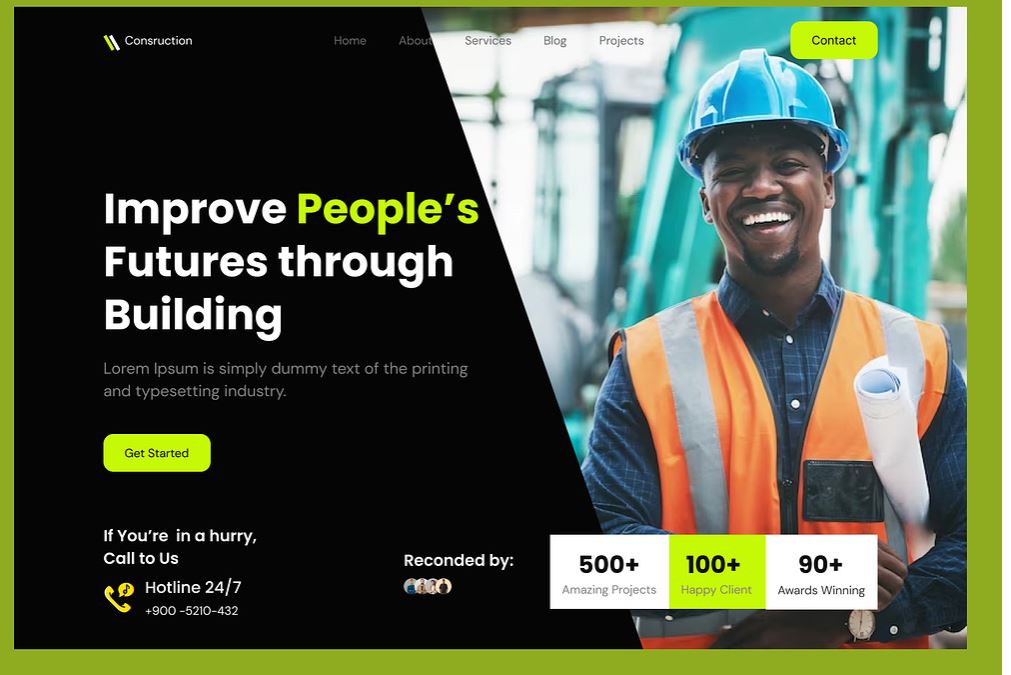 Consruction
Home About Services Blog Projects
Contact
Improve People’s
Futures through
Building
Lorem Ipsum is simply dummy text of the printing
and typesetting industry.
Get Started
If You’re in a hurry,
Call to Us
Hotline 24/7
+900 -5210-432
Reconded by:
500+
Amazing Projects
100+
Happy Client
90+
Awards Winning